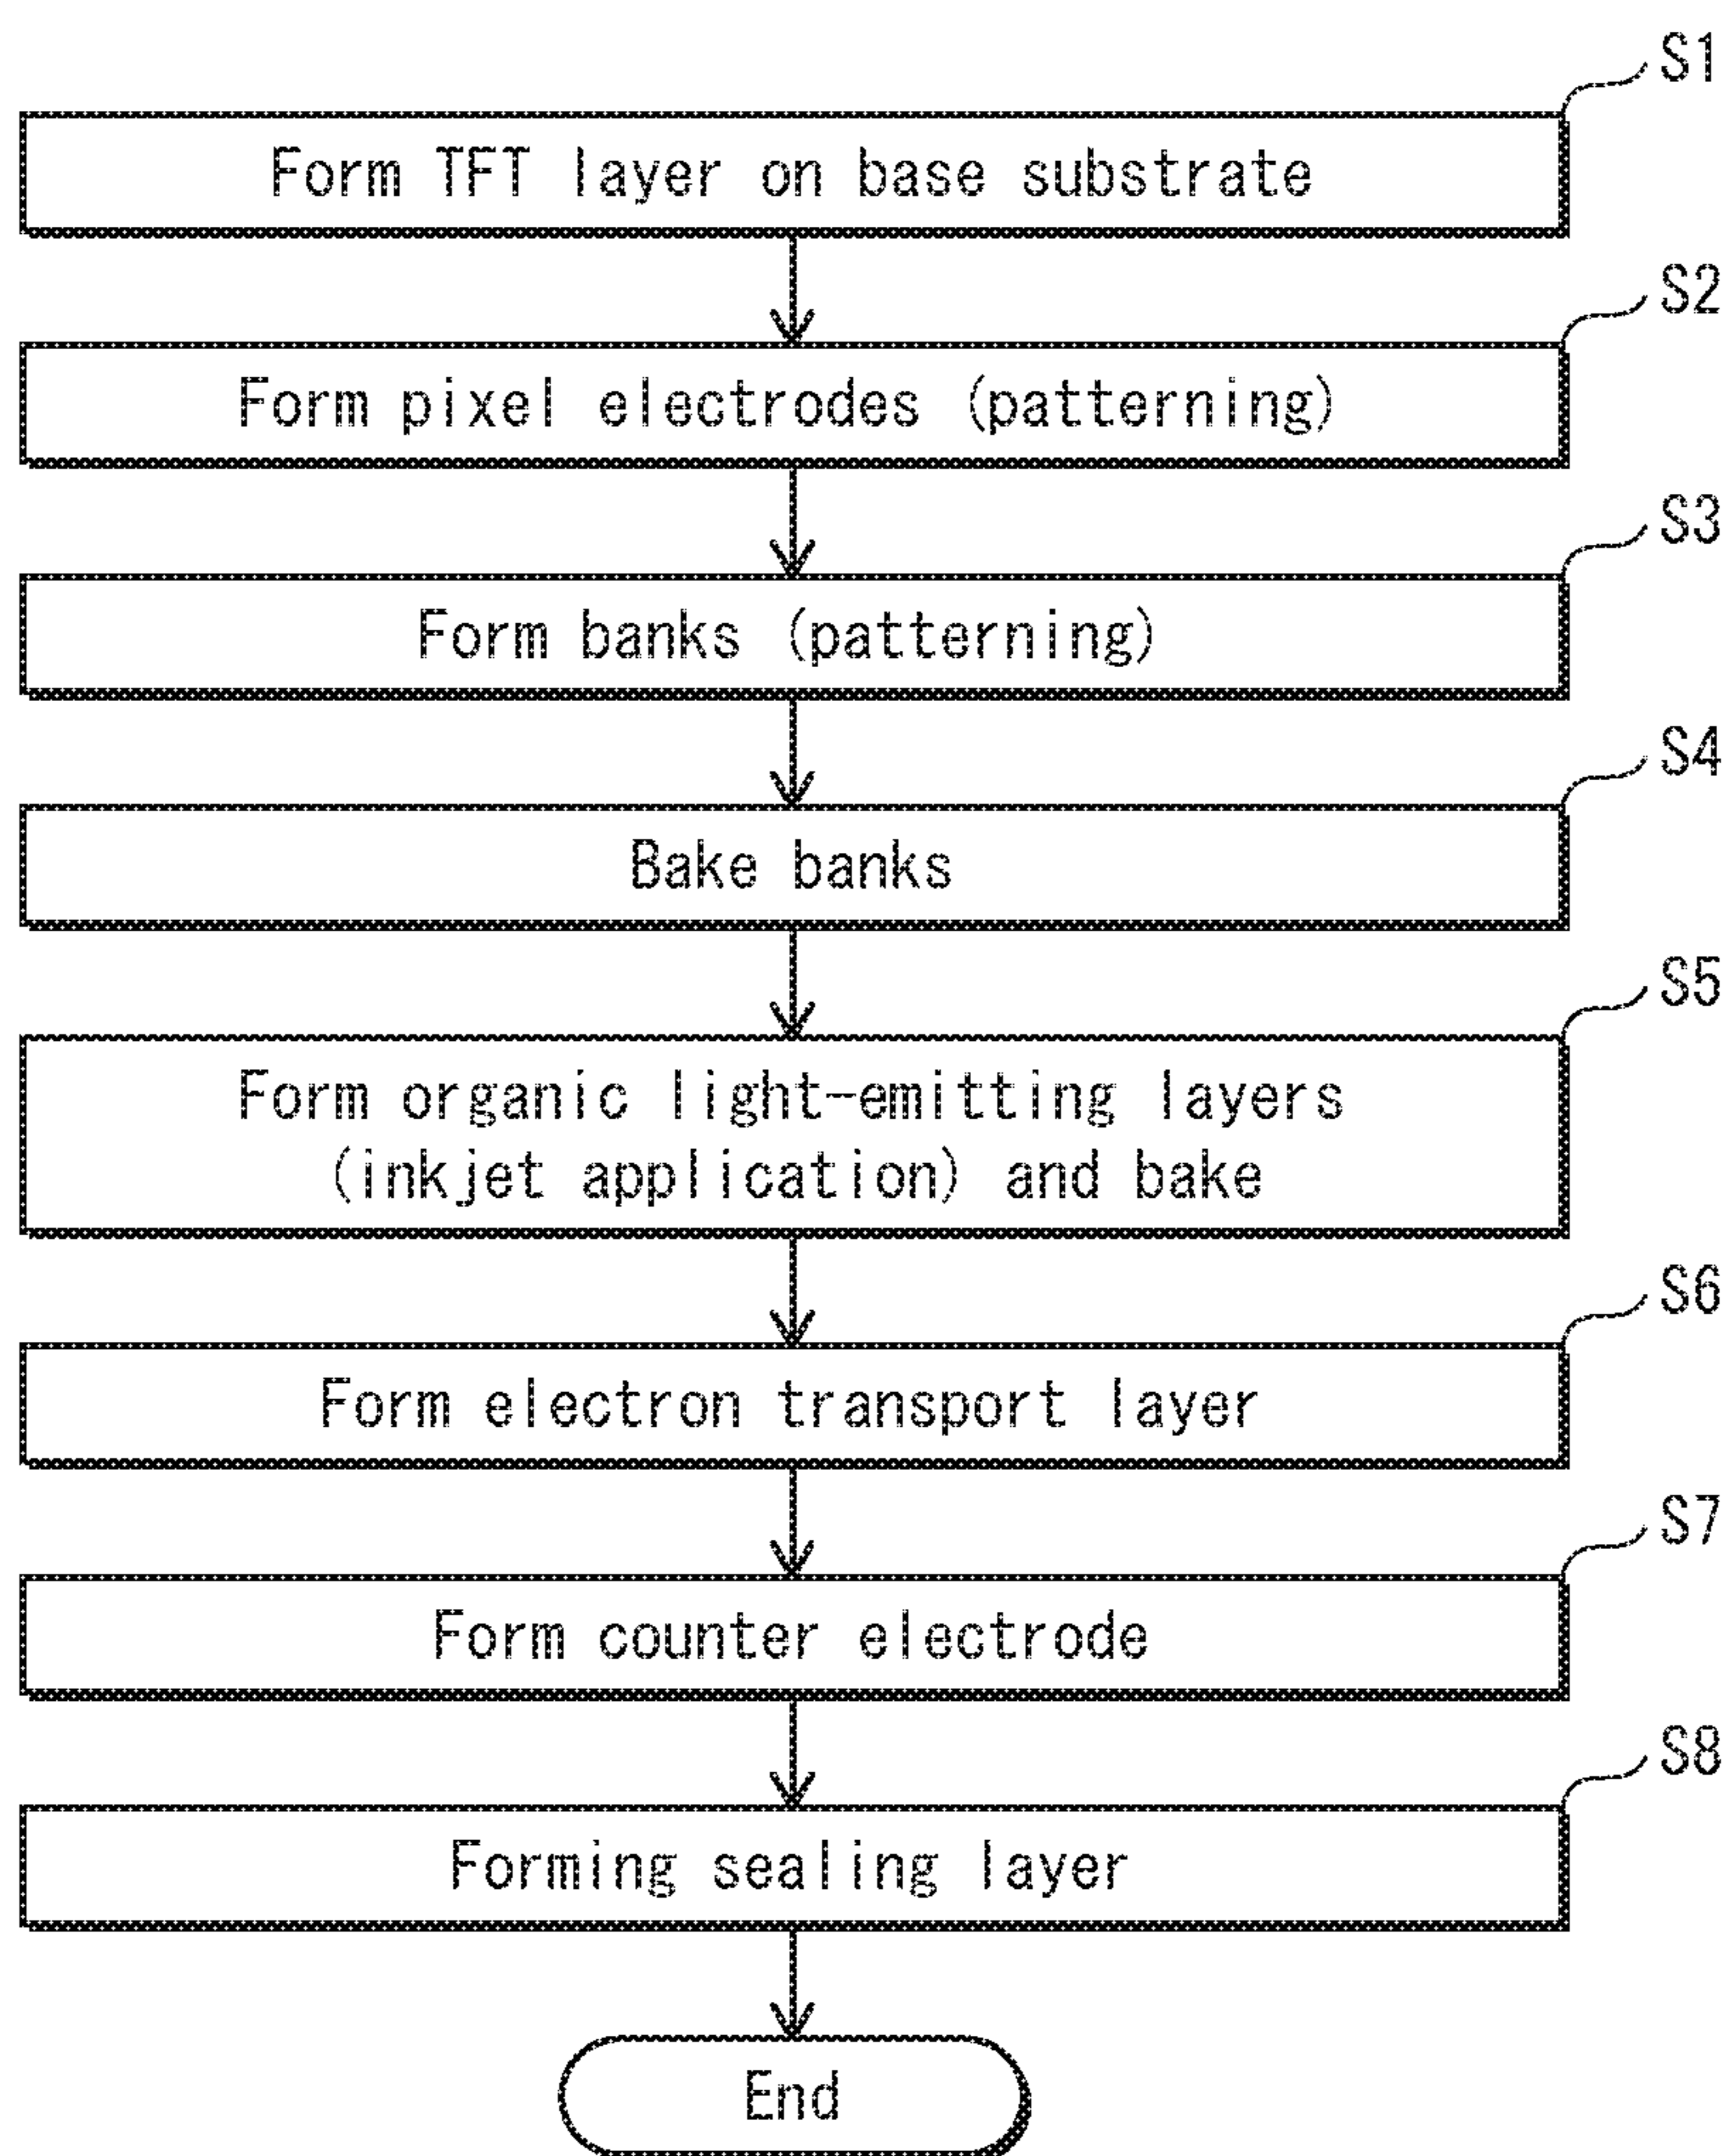 S1
Form TFT layer on base substrate
S2
Form pixel electrodes (patterning)
S3
Form banks (patterning)
S4
Bake banks
S5
Form organic light-emitting layers
(inkjet application) and bake
S6
Form electron transport layer
S7
Form counter electrode
S8
Forming sealing layer
End